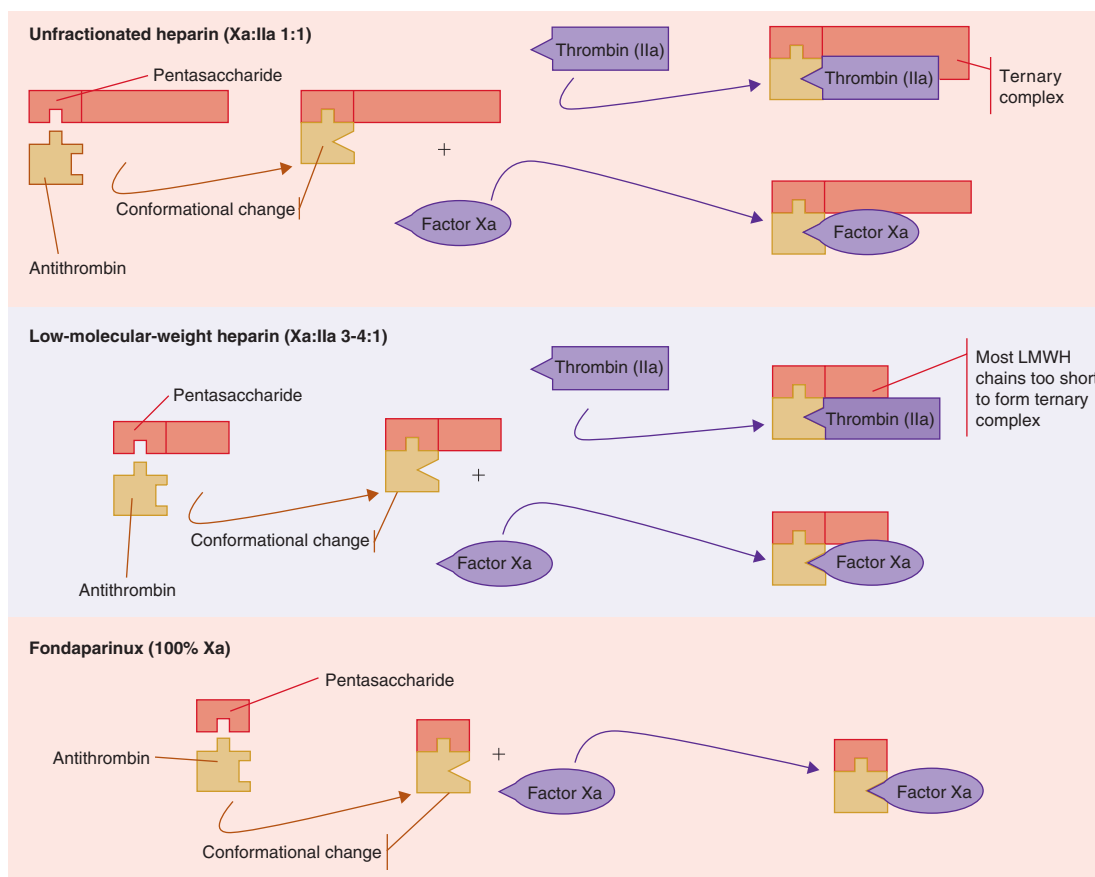 Unfractionated heparin (Xa:IIa 1:1)
Pentasaccharide
Thrombin (IIa)
Thrombin (IIa)
Ternary
complex
+
Conformational change
Factor Xa
Factor Xa
Antithrombin
Low-molecular-weight heparin (Xa:IIa 3-4:1)
Pentasaccharide
Thrombin (IIa)
Thrombin (IIa)
Most LMWH
chains too short
to form ternary
complex
+
Conformational change
Factor Xa
Factor Xa
Antithrombin
Fondaparinux (100% Xa)
Pentasaccharide
Antithrombin
+
Factor Xa
Factor Xa
Conformational change